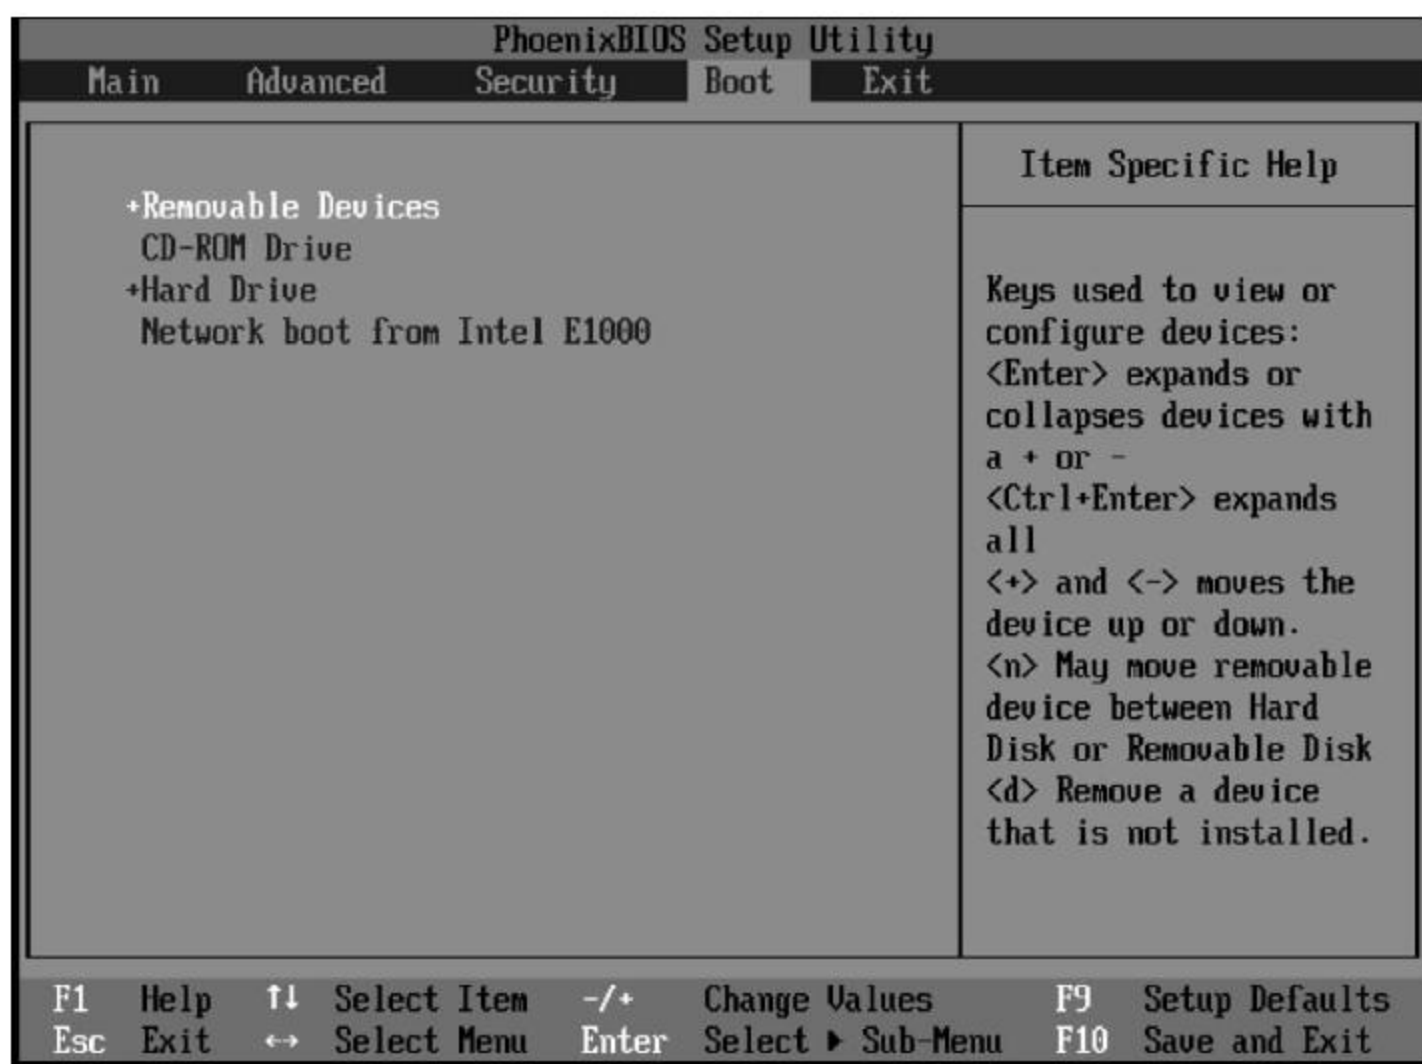 PhoenixBIOS Setup Utility
Main Advanced Security Boot Exit
+Removable Devices
CD-ROM Drive
+Hard Drive
Network boot from Intel E1000
Item Specific Help
Keys used to view or
configure devices:
<Enter> expands or
collapses devices with
a + or -
<Ctrl+Enter> expands
all
<+> and <-> moves the
device up or down.
<n> May move removable
device between Hard
Disk or Removable Disk
<d> Remove a device
that is not installed.
F1 Help ↑↓ Select Item -/+ Change Values F9 Setup Defaults
Esc Exit ↔ Select Menu Enter Select ▶ Sub-Menu F10 Save and Exit